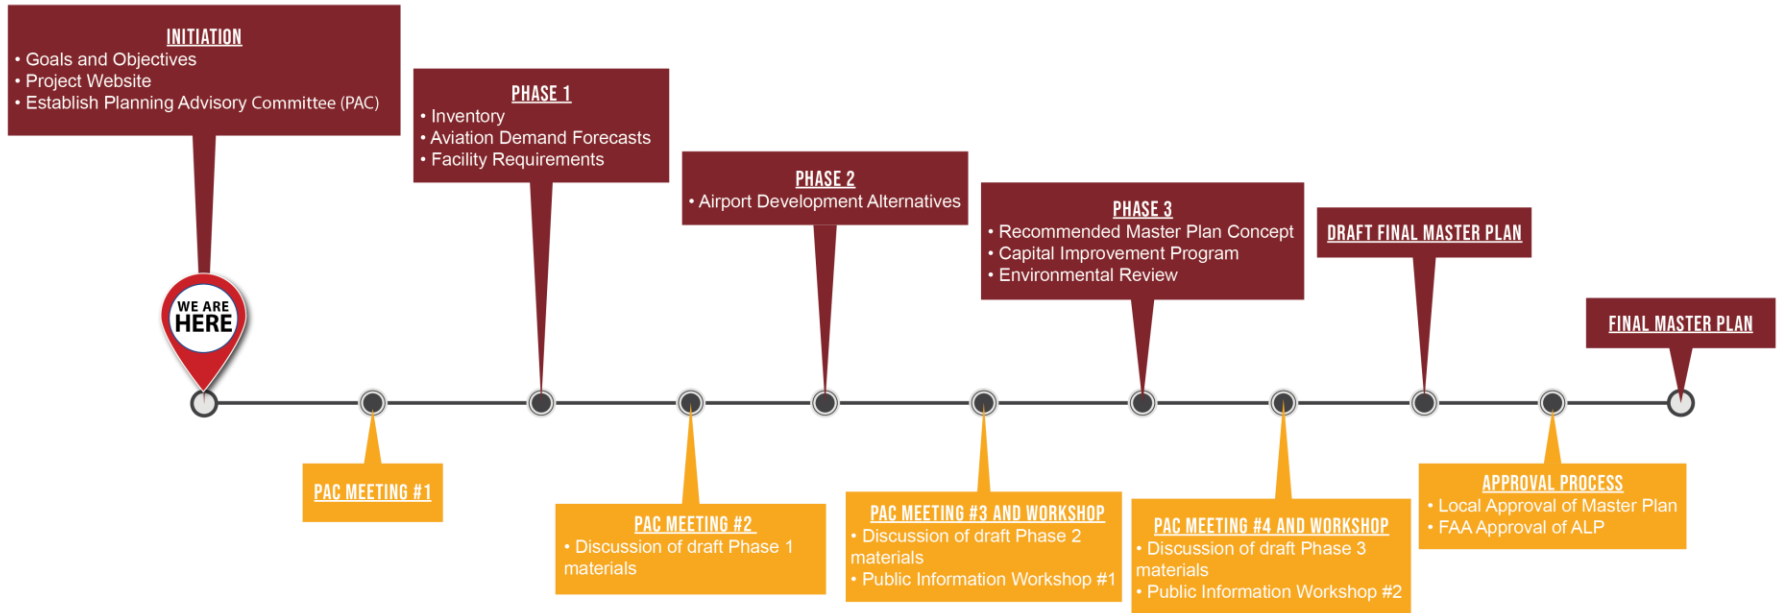 INITIATION
• Goals and Objectives
• Project Website
• Establish Planning Advisory Committee (PAC)
PHASE 1
• Inventory
• Aviation Demand Forecasts
• Facility Requirements
PHASE 2
• Airport Development Alternatives
PHASE 3
• Recommended Master Plan Concept
• Capital Improvement Program
• Environmental Review
DRAFT FINAL MASTER PLAN
FINAL MASTER PLAN
WE ARE
HERE
PAC MEETING #1
PAC MEETING #2
• Discussion of draft Phase 1
materials
PAC MEETING #3 AND WORKSHOP
• Discussion of draft Phase 2
materials
• Public Information Workshop #1
PAC MEETING #4 AND WORKSHOP
• Discussion of draft Phase 3
materials
• Public Information Workshop #2
APPROVAL PROCESS
• Local Approval of Master Plan
• FAA Approval of ALP